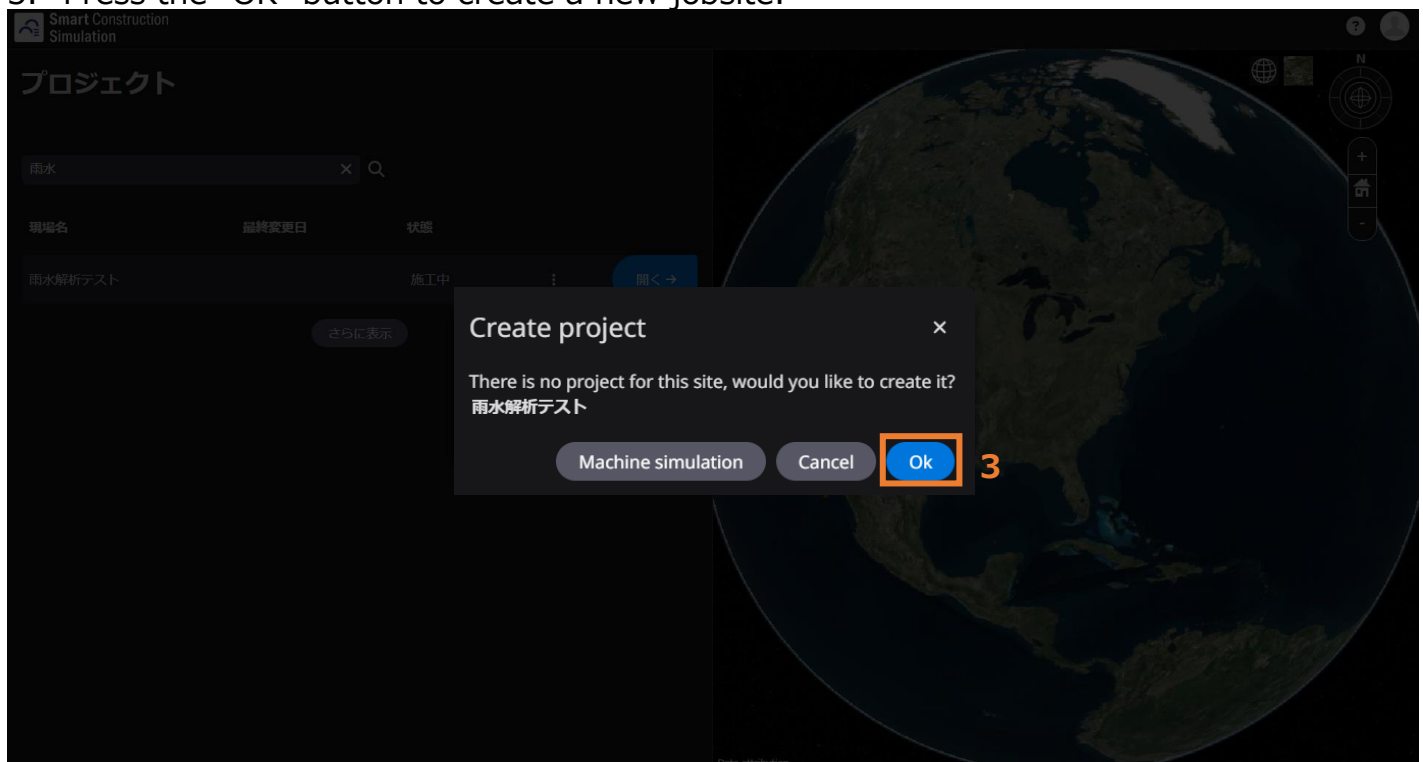 3. Press the "OK" button to create a new jobsite.
Smart Construction
Simulation
?
プロジェクト
N
雨水
+
現場名 最終変更日 状態
-
雨水解析テスト 施工中 開く→
さらに表示
Create project
There is no project for this site, would you like to create it?
雨水解析テスト
Machine simulation Cancel Ok
3
Data attribution